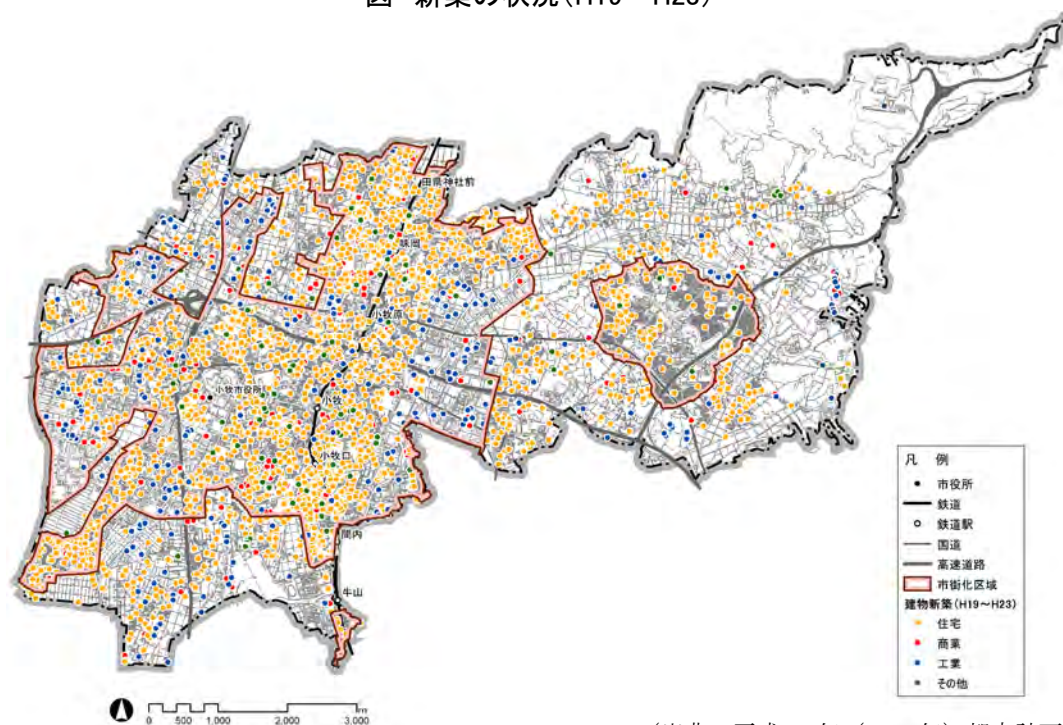 田県神社前
味岡
小牧原
小牧市役所
小牧
小牧口
間内
牛山
凡 例
市役所
鉄道
鉄道駅
国道
高速道路
市街化区域
建物新築(H19～H23)
住宅
商業
工業
その他
0 500 1,000 2,000 3,000